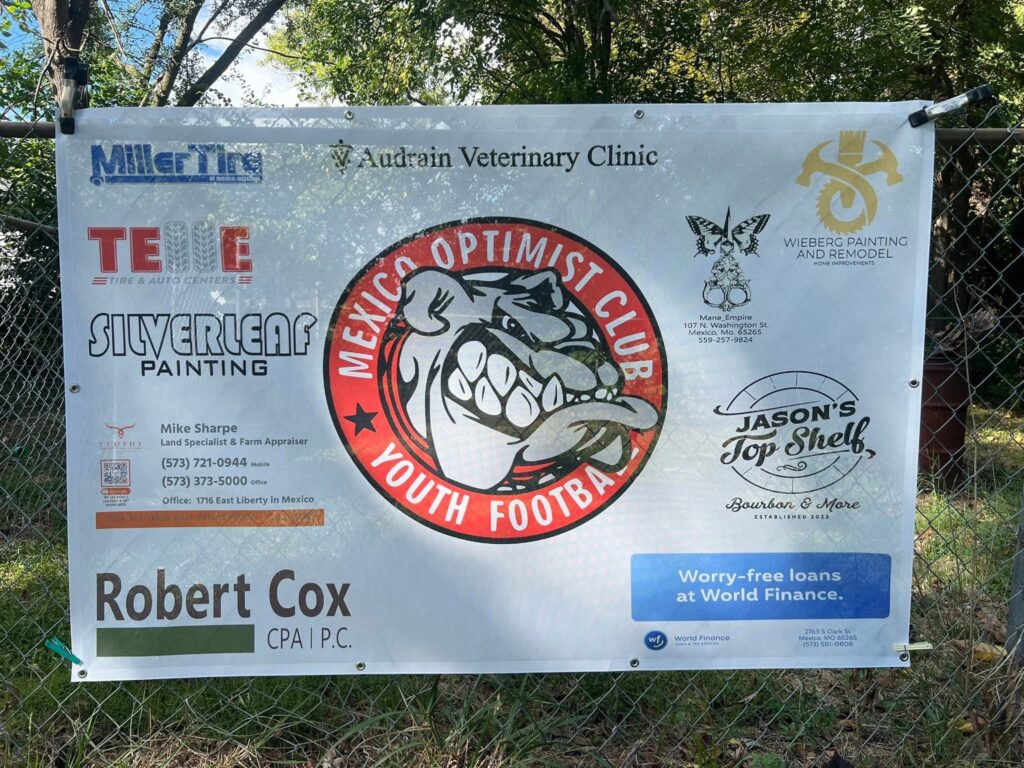 MillerTire
Audrain Veterinary Clinic
WIEBERG PAINTING
AND REMODEL
HOME IMPROVEMENTS
TIRE & AUTO CENTERS
Mane_Empire
107 N. Washington St.
Mexico, Mo. 65265
559-257-9824
SILVERLEAF
PAINTING
MEXICO OPTIMIST CLUB
YOUTH FOOTBALL
JASON'S
Top Shelf
Bourbon & More
ESTABLISHED 2023
Mike Sharpe
Land Specialist & Farm Appraiser
(573) 721-0944 Mobile
(573) 373-5000 Office
Office: 1716 East Liberty in Mexico
Robert Cox
CPA | P.C.
Worry-free loans
at World Finance.
wf
World Finance
LOAN & TAX SERVICE
2763 S Clark St
Mexico, MO 65265
(573) 581-0808